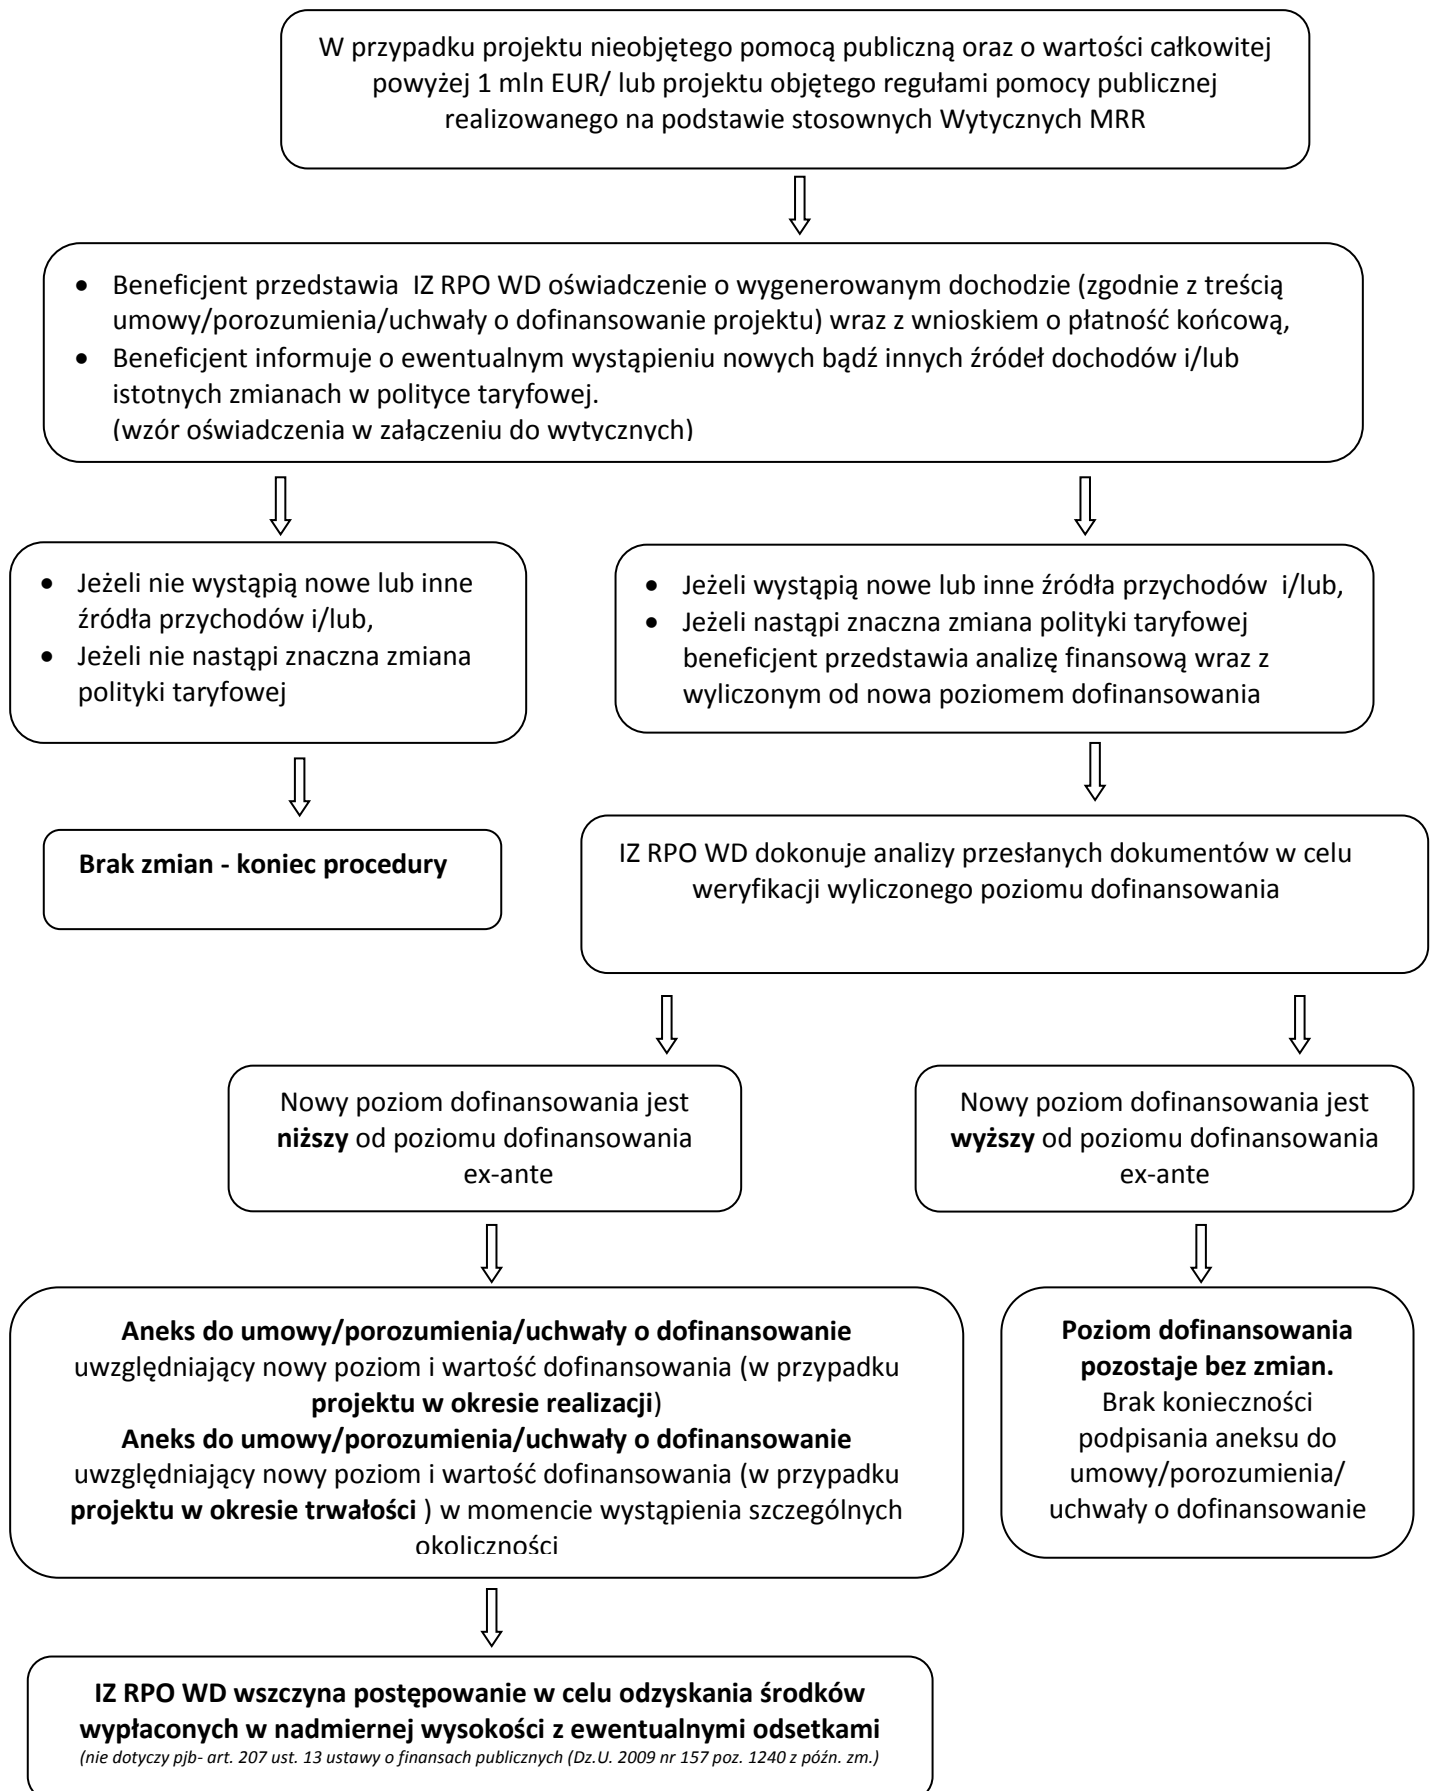 W przypadku projektu nieobjętego pomocą publiczną oraz o wartości całkowitej
powyżej 1 mln EUR/ lub projektu objętego regułami pomocy publicznej
realizowanego na podstawie stosownych Wytycznych MRR
• Beneficjent przedstawia IZ RPO WD oświadczenie o wygenerowanym dochodzie (zgodnie z treścią
umowy/porozumienia/uchwały o dofinansowanie projektu) wraz z wnioskiem o płatność końcową,
• Beneficjent informuje o ewentualnym wystąpieniu nowych bądź innych źródeł dochodów i/lub
istotnych zmianach w polityce taryfowej.
(wzór oświadczenia w załączeniu do wytycznych)
• Jeżeli nie wystąpią nowe lub inne
źródła przychodów i/lub,
• Jeżeli nie nastąpi znaczna zmiana
polityki taryfowej
• Jeżeli wystąpią nowe lub inne źródła przychodów i/lub,
• Jeżeli nastąpi znaczna zmiana polityki taryfowej
beneficjent przedstawia analizę finansową wraz z
wyliczonym od nowa poziomem dofinansowania
Brak zmian - koniec procedury
IZ RPO WD dokonuje analizy przesłanych dokumentów w celu
weryfikacji wyliczonego poziomu dofinansowania
Nowy poziom dofinansowania jest
niższy od poziomu dofinansowania
ex-ante
Nowy poziom dofinansowania jest
wyższy od poziomu dofinansowania
ex-ante
Aneks do umowy/porozumienia/uchwały o dofinansowanie
uwzględniający nowy poziom i wartość dofinansowania (w przypadku
projektu w okresie realizacji)
Aneks do umowy/porozumienia/uchwały o dofinansowanie
uwzględniający nowy poziom i wartość dofinansowania (w przypadku
projektu w okresie trwałości ) w momencie wystąpienia szczególnych
okoliczności
Poziom dofinansowania
pozostaje bez zmian.
Brak konieczności
podpisania aneksu do
umowy/porozumienia/
uchwały o dofinansowanie
IZ RPO WD wszczyna postępowanie w celu odzyskania środków
wypłaconych w nadmiernej wysokości z ewentualnymi odsetkami
(nie dotyczy pjb- art. 207 ust. 13 ustawy o finansach publicznych (Dz.U. 2009 nr 157 poz. 1240 z późn. zm.)